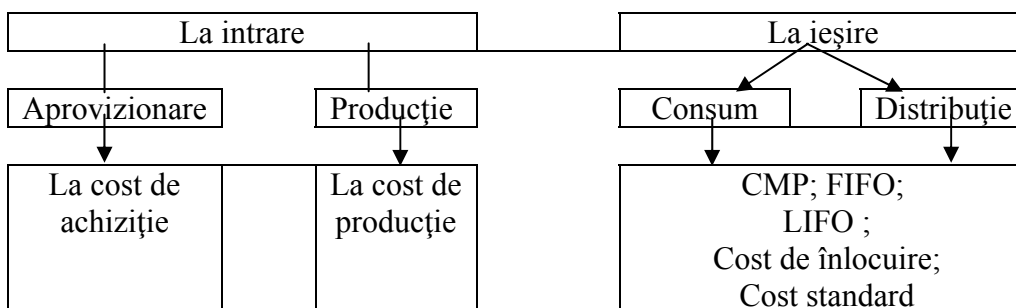 La intrare
La ieşire
Aprovizionare
Producţie
Consum
Distribuţie
La cost de
achiziţie
La cost de
producţie
CMP; FIFO;
LIFO ;
Cost de înlocuire;
Cost standard